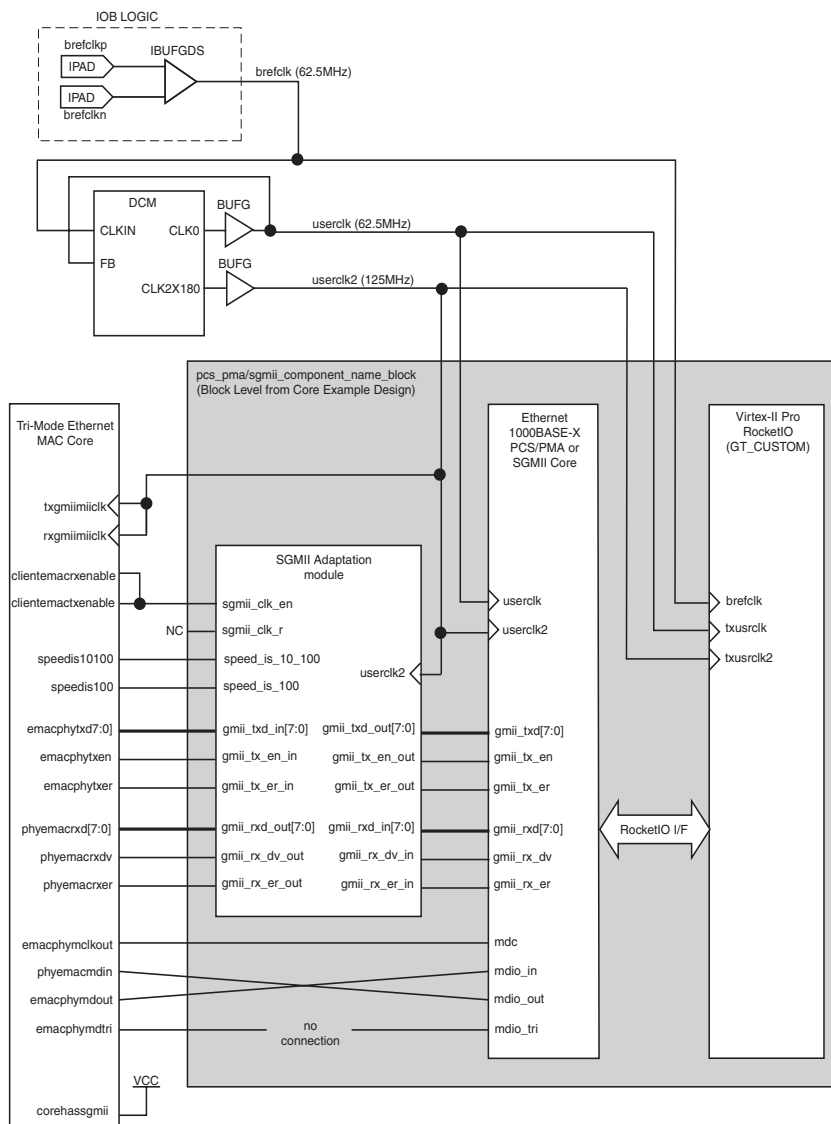 IOB LOGIC
brefclkp
IPAD
IPAD
brefclkn
IBUFGDS
brefclk (62.5MHz)
DCM
CLKIN
FB
CLK0
CLK2X180
BUFG
userclk (62.5MHz)
BUFG
userclk2 (125MHz)
pcs_pma/sgmii_component_name_block
(Block Level from Core Example Design)
Tri-Mode Ethernet
MAC Core
txgmiimiiclk
rxgmiimiiclk
clientemacrxenable
clientemactxenable
speedis10100
speedis100
emacphytxd7:0]
emacphytxen
emacphytxer
phyemacrxd[7:0]
phyemacrxdv
phyemacrxer
emacphymclkout
phyemacmdin
emacphymdout
emacphymdtri
corehassgmii
VCC
NC
SGMII Adaptation
module
sgmii_clk_en
sgmii_clk_r
speed_is_10_100
speed_is_100
userclk2
gmii_txd_in[7:0]
gmii_txd_out[7:0]
gmii_tx_en_in
gmii_tx_en_out
gmii_tx_er_in
gmii_tx_er_out
gmii_rxd_out[7:0]
gmii_rxd_in[7:0]
gmii_rx_dv_out
gmii_rx_dv_in
gmii_rx_er_out
gmii_rx_er_in
no
connection
Ethernet
1000BASE-X
PCS/PMA or
SGMII Core
userclk
userclk2
gmii_txd[7:0]
gmii_tx_en
gmii_tx_er
gmii_rxd[7:0]
gmii_rx_dv
gmii_rx_er
mdc
mdio_in
mdio_out
mdio_tri
RocketIO I/F
Virtex-II Pro
RocketIO
(GT_CUSTOM)
brefclk
txusrclk
txusrclk2